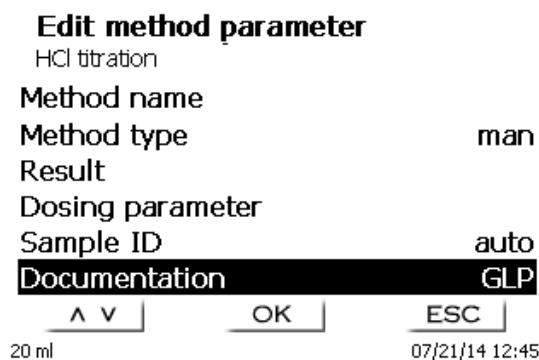 Edit method parameter
HCl titration
Method name
Method type man
Result
Dosing parameter
Sample ID auto
Documentation GLP
∧ ∨ OK ESC
20 ml 07/21/14 12:45